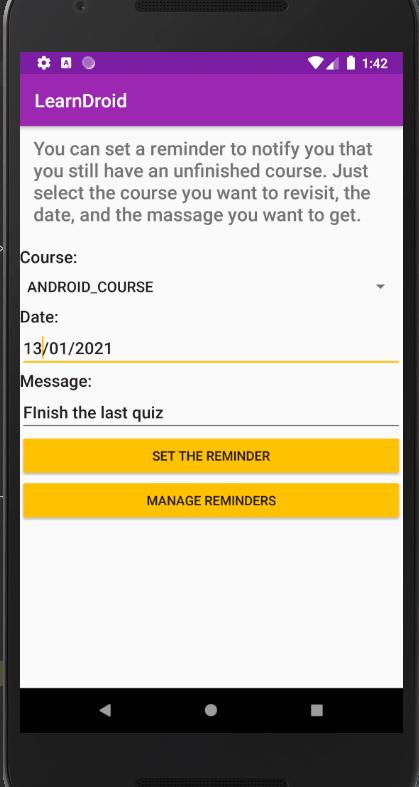 1:42
LearnDroid
You can set a reminder to notify you that
you still have an unfinished course. Just
select the course you want to revisit, the
date, and the massage you want to get.
Course:
ANDROID_COURSE
Date:
13/01/2021
Message:
FInish the last quiz
SET THE REMINDER
MANAGE REMINDERS